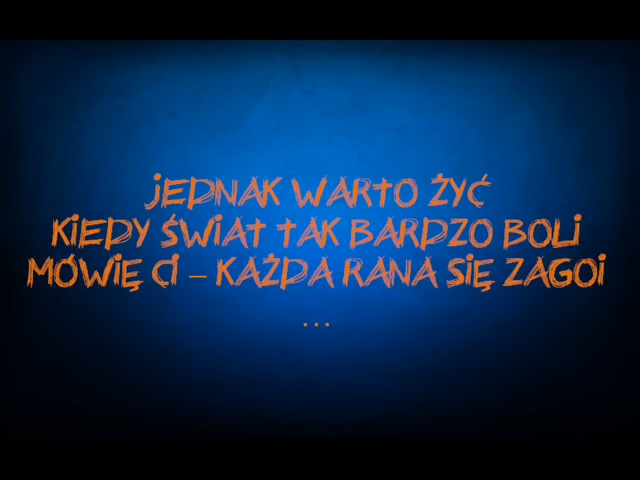 JEDNAK WARTO ŻYĆ
KIEDY ŚWIAT TAK BARDZO BOLI
MÓWIĘ CI – KAŻDA RANA SIĘ ZAGOI
...